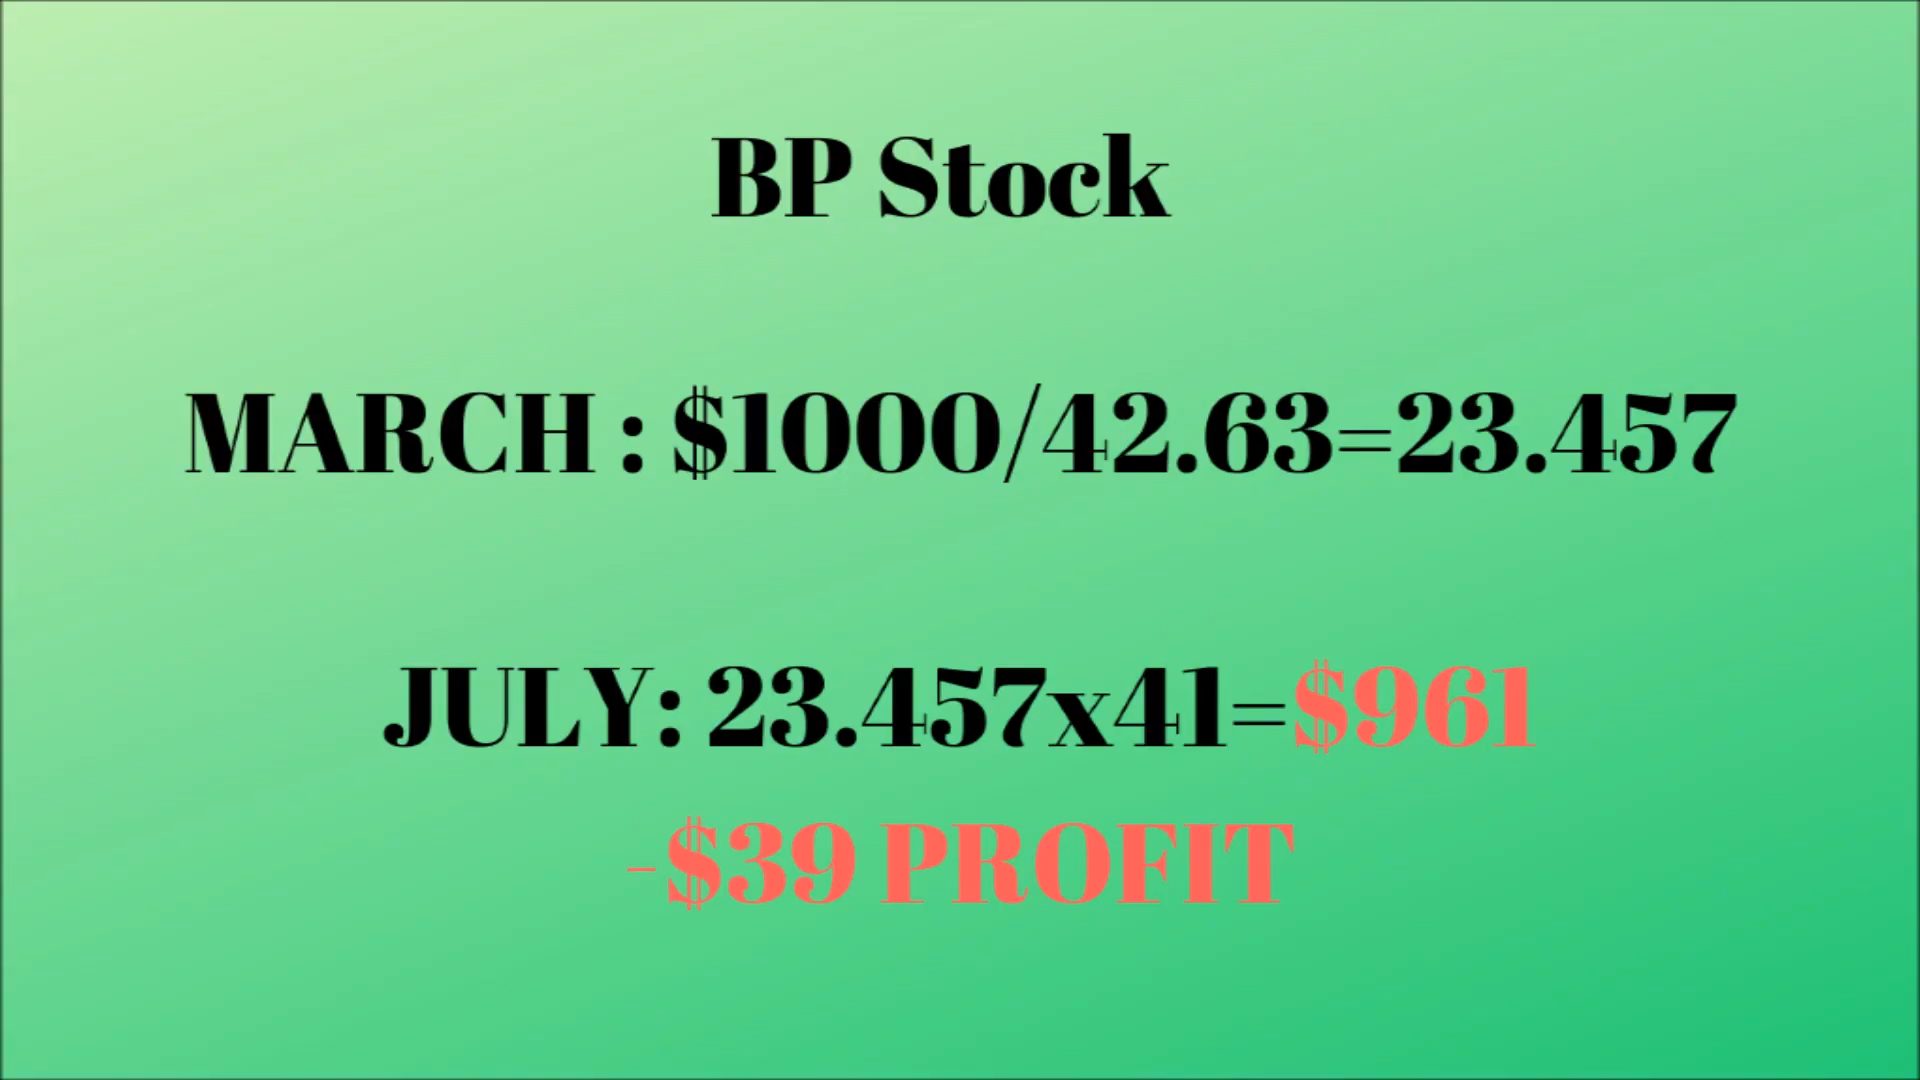 BP Stock
MARCH : $1000/42.63=23.457
JULY: 23.457x41=$961
-$39 PROFIT